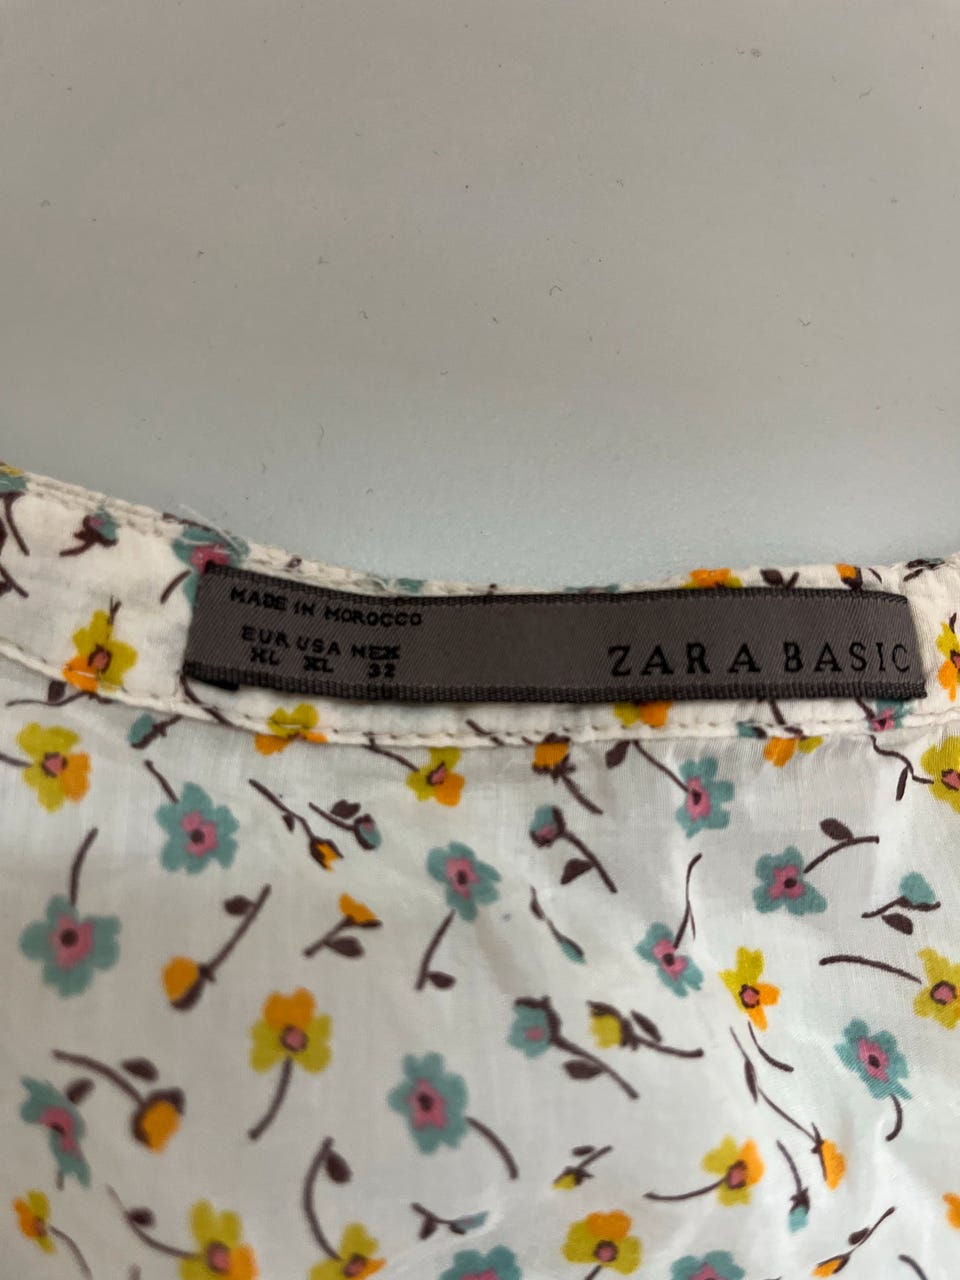 MADE IN MOROCCO
EUR USA MEX
XL XL 32
ZARA BASIC